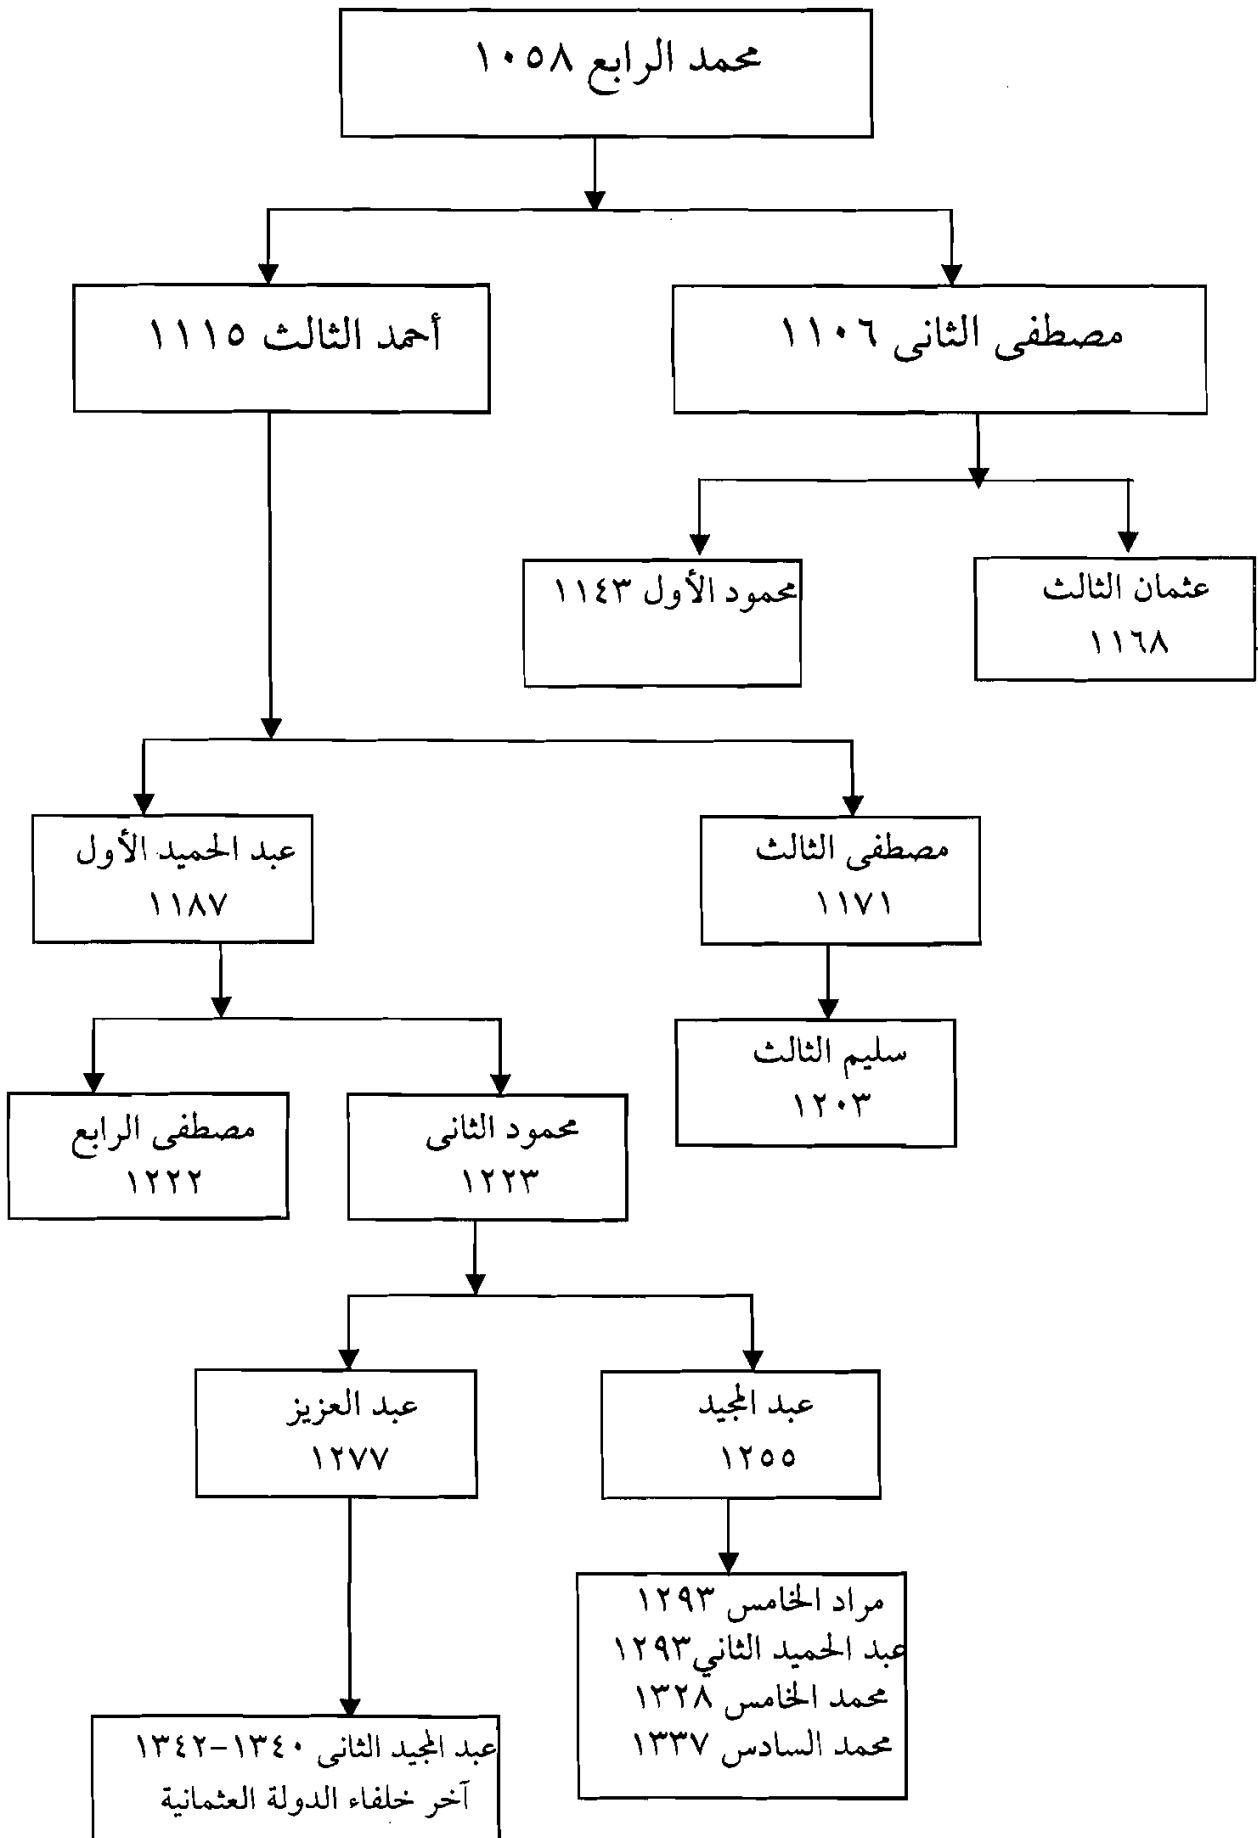 محمد الرابع ١٠٥٨
مصطفى الثانى ١١٠٦
أحمد الثالث ١١١٥
عثمان الثالث
١١٦٨
محمود الأول ١١٤٣
مصطفى الثالث
١١٧١
عبد الحميد الأول
١١٨٧
سليم الثالث
١٢٠٣
محمود الثانى
١٢٢٣
مصطفى الرابع
١٢٢٢
عبد المجيد
١٢٥٥
عبد العزيز
١٢٧٧
مراد الخامس ١٢٩٣
عبد الحميد الثاني١٢٩٣
محمد الخامس ١٣٢٨
محمد السادس ١٣٣٧
عبد المجيد الثانى ١٣٤٠-١٣٤٢
آخر خلفاء الدولة العثمانية